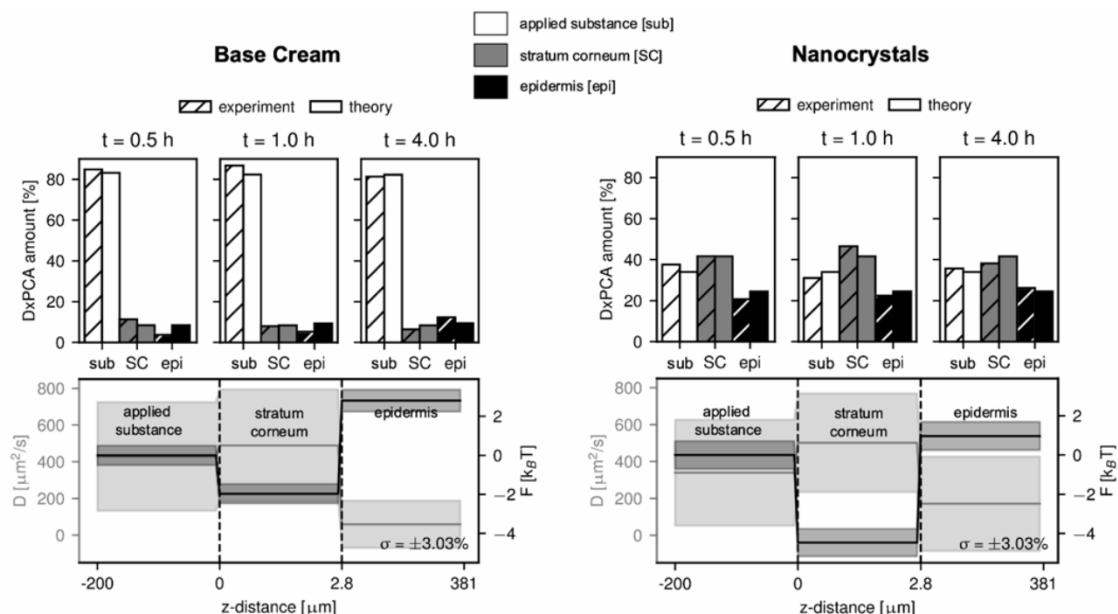 applied substance [sub]
stratum corneum [SC]
epidermis [epi]
Base Cream
experiment theory
t = 0.5 h t = 1.0 h t = 4.0 h
DxPCA amount [%]
80
60
40
20
0
sub SC epi sub SC epi sub SC epi
applied
substance
stratum
corneum
epidermis
D [μm²/s]
800
600
400
200
0
F [k_BT]
2
0
−2
−4
σ = ±3.03%
-200 0 2.8 381
z-distance [μm]
Nanocrystals
experiment theory
t = 0.5 h t = 1.0 h t = 4.0 h
DxPCA amount [%]
80
60
40
20
0
sub SC epi sub SC epi sub SC epi
applied
substance
stratum
corneum
epidermis
D [μm²/s]
800
600
400
200
0
F [k_BT]
2
0
−2
−4
σ = ±3.03%
-200 0 2.8 381
z-distance [μm]